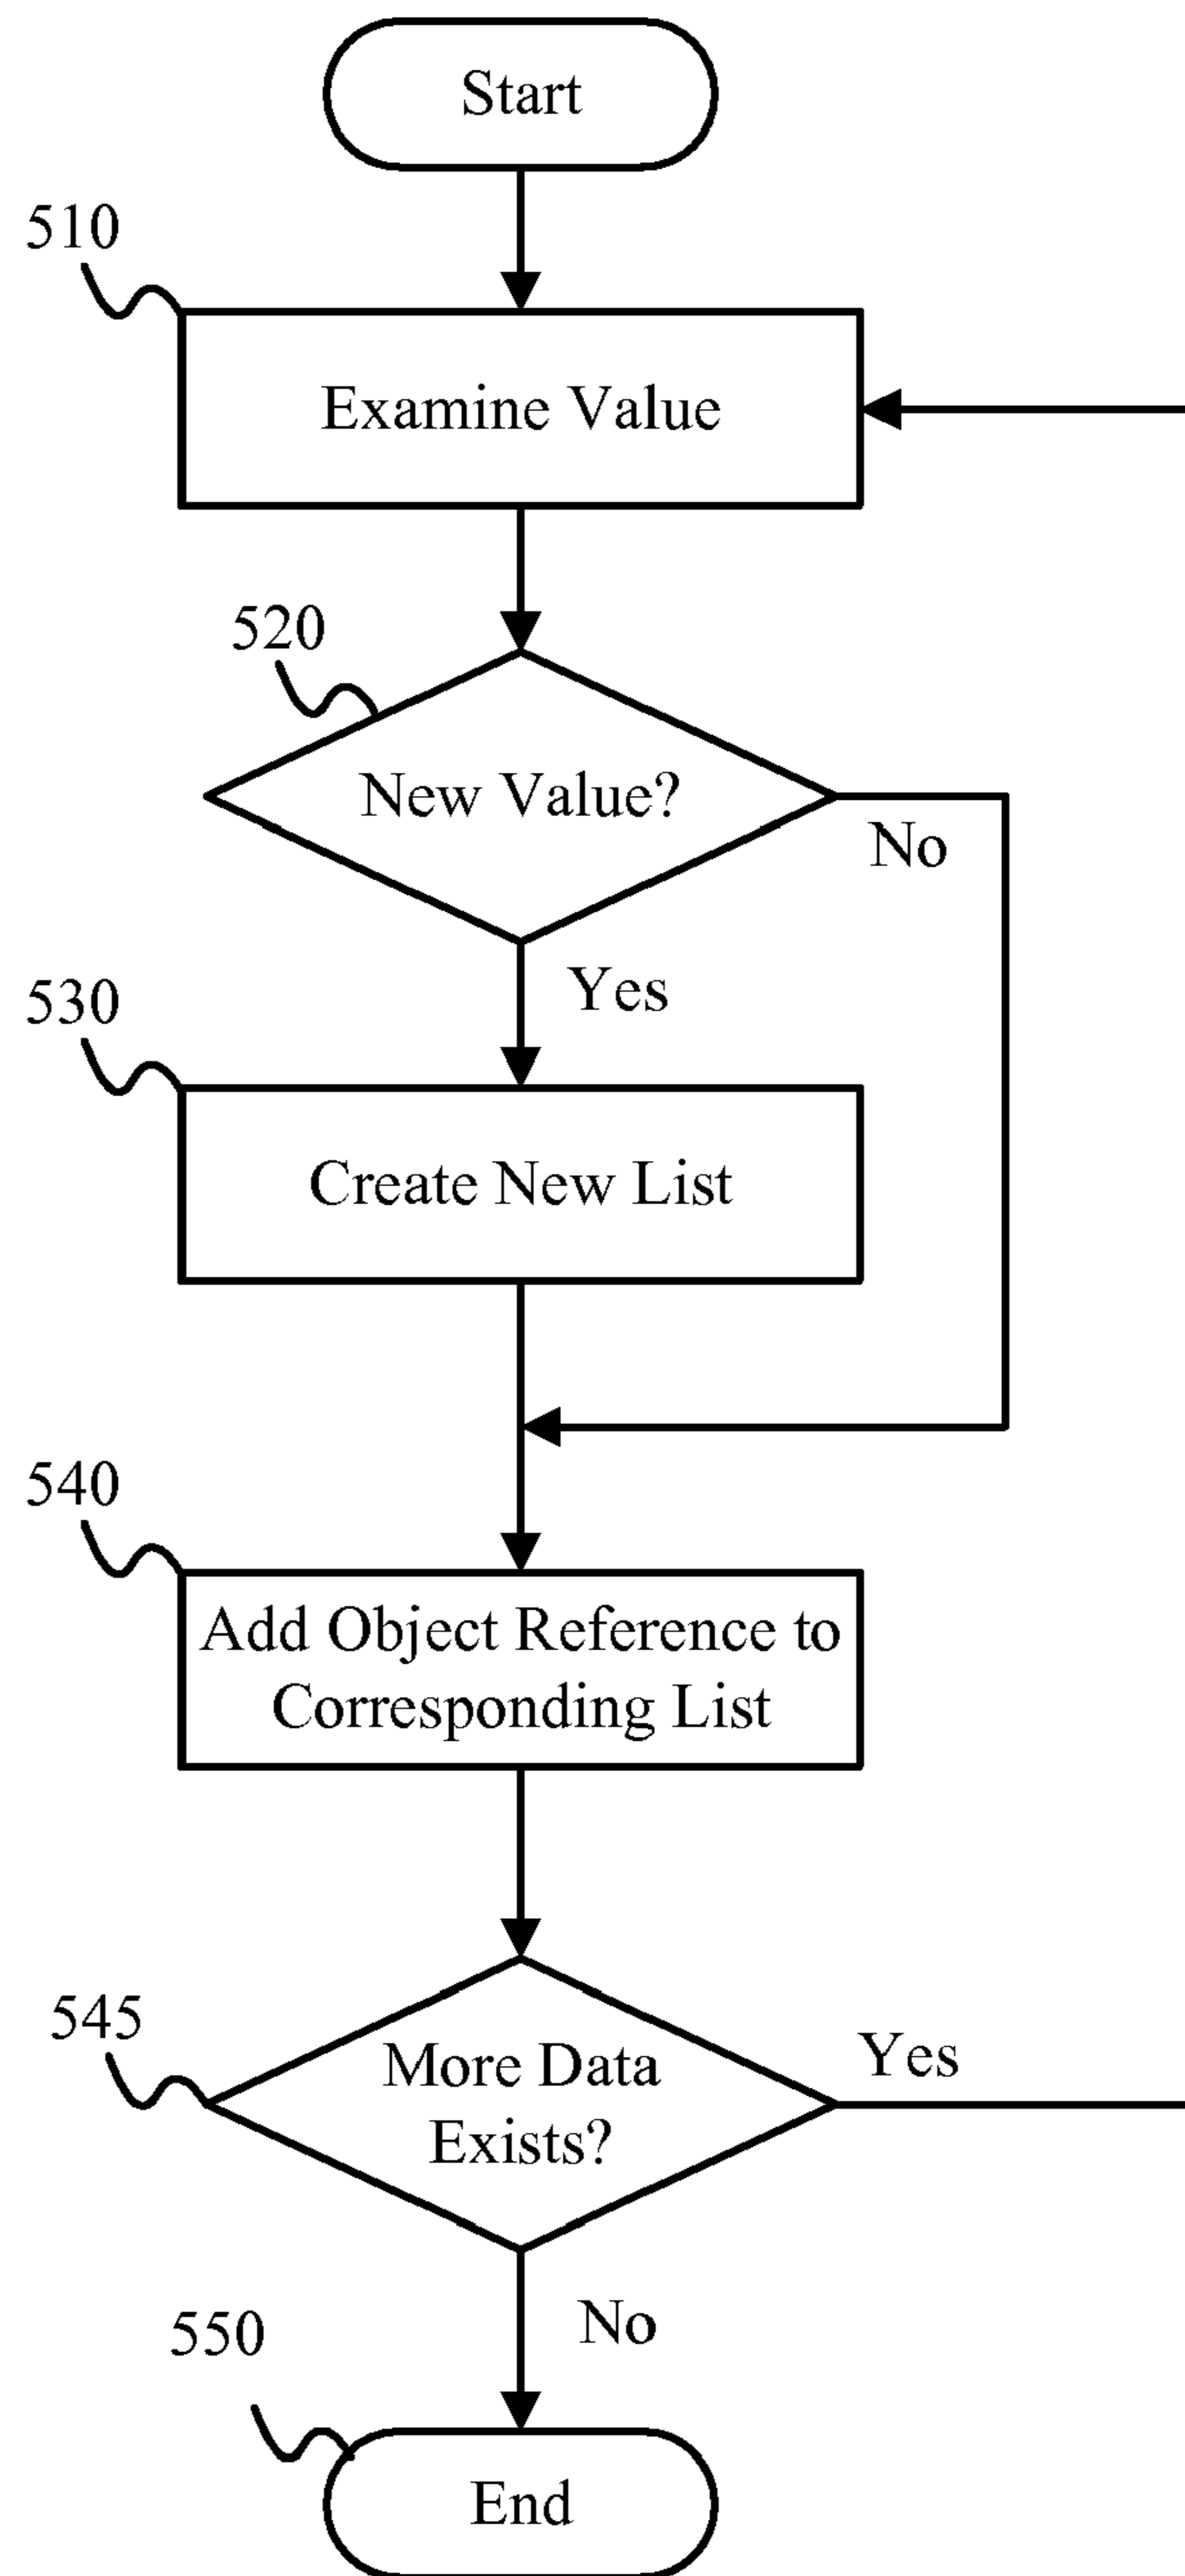 Start
510
Examine Value
520
New Value?
No
Yes
530
Create New List
540
Add Object Reference to
Corresponding List
545
More Data
Exists?
Yes
No
550
End